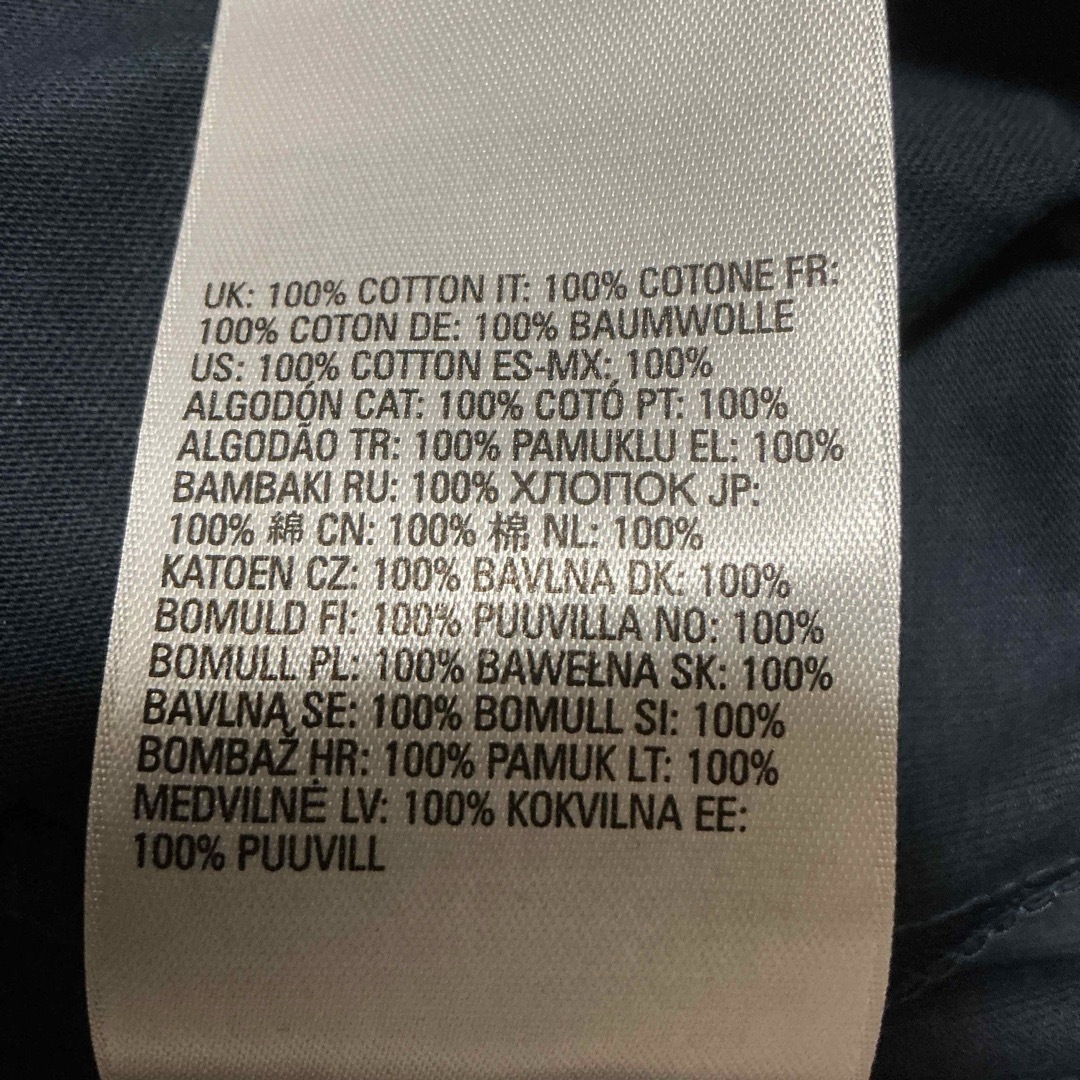 UK: 100% COTTON IT: 100% COTONE FR:
100% COTON DE: 100% BAUMWOLLE
US: 100% COTTON ES-MX: 100%
ALGODÓN CAT: 100% COTÓ PT: 100%
ALGODÃO TR: 100% PAMUKLU EL: 100%
BAMBAKI RU: 100% ХЛОПОК JP:
100% 綿 CN: 100% 棉 NL: 100%
KATOEN CZ: 100% BAVLNA DK: 100%
BOMULD FI: 100% PUUVILLA NO: 100%
BOMULL PL: 100% BAWEŁNA SK: 100%
BAVLNA SE: 100% BOMULL SI: 100%
BOMBAŽ HR: 100% PAMUK LT: 100%
MEDVILNĖ LV: 100% KOKVILNA EE:
100% PUUVILL